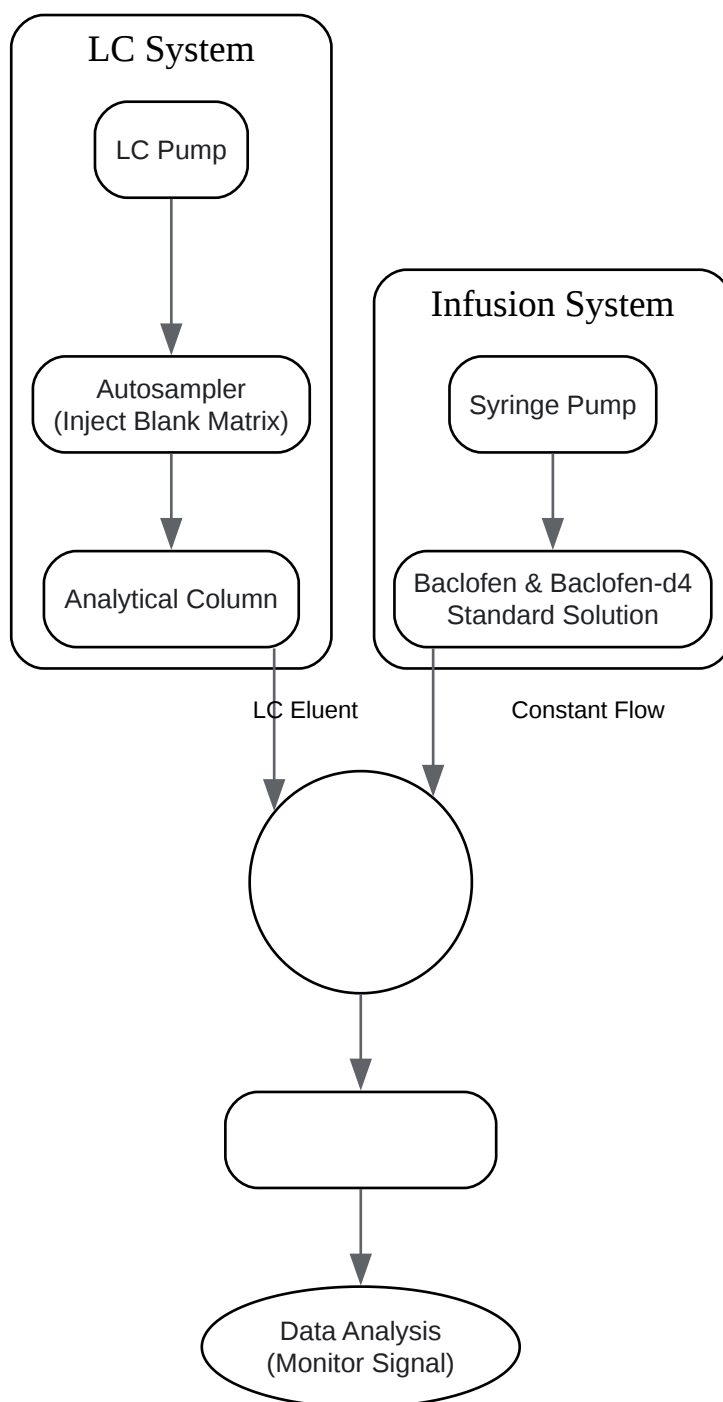 LC System
LC Pump
Autosampler
(Inject Blank Matrix)
Analytical Column
Infusion System
Syringe Pump
Baclofen & Baclofen-d4
Standard Solution
LC Eluent
Constant Flow
Data Analysis
(Monitor Signal)